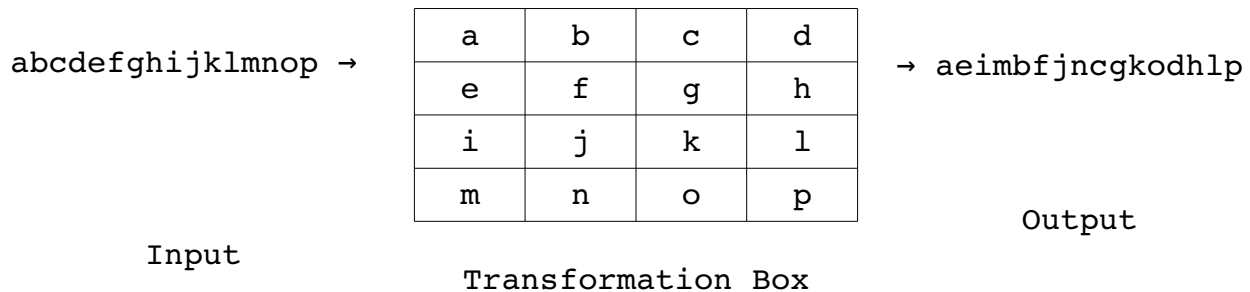 abcdefghijklmnop →
a b c d
e f g h
i j k l
m n o p
→ aeimbfjncgkodhlp
Input
Transformation Box
Output